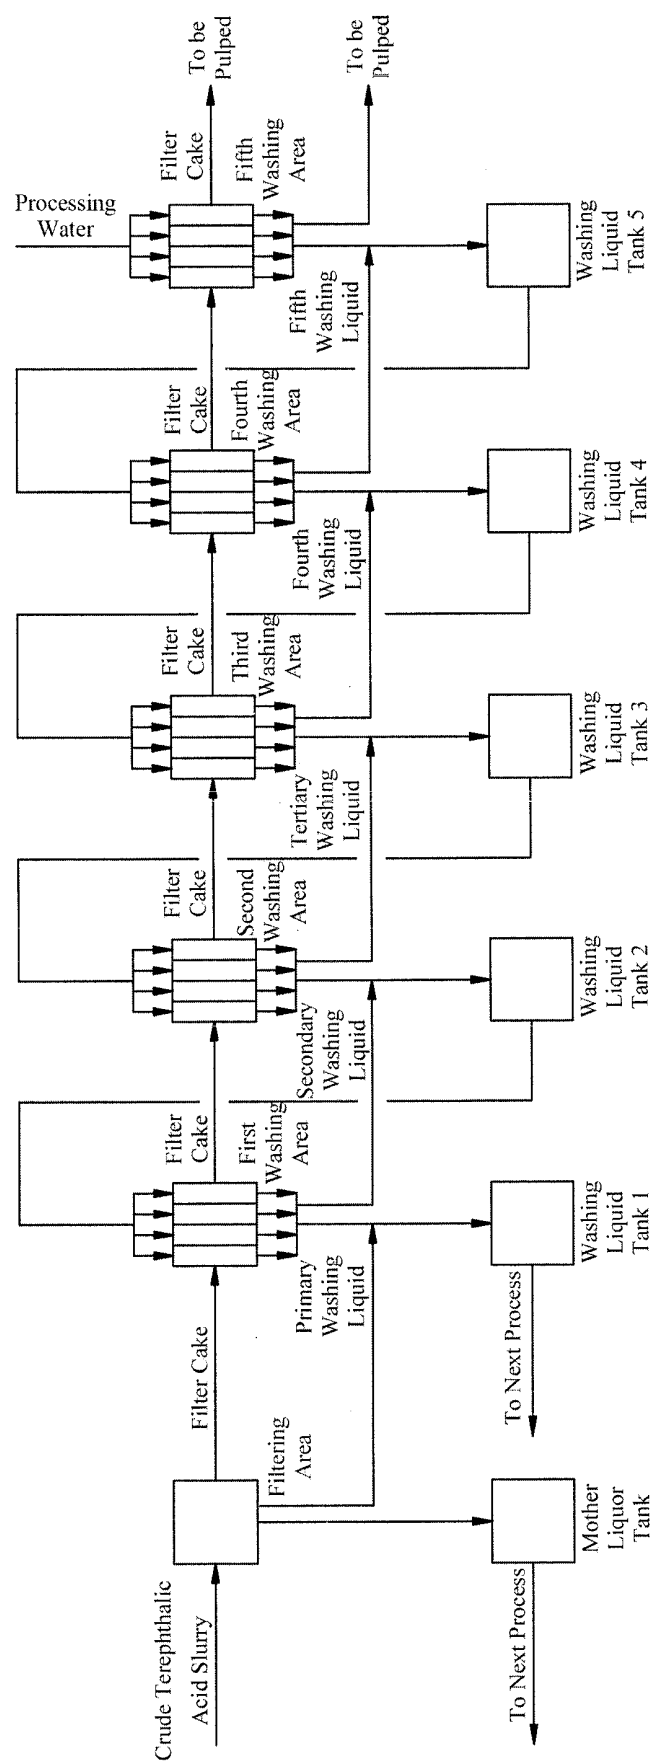 Crude Terephthalic
Acid Slurry
Filtering
Area
Filter Cake
Primary
Washing
Liquid
First
Washing
Area
Filter
Cake
Secondary
Washing
Liquid
Second
Washing
Area
Filter
Cake
Tertiary
Washing
Liquid
Third
Washing
Area
Filter
Cake
Fourth
Washing
Liquid
Fourth
Washing
Area
Filter
Cake
Fifth
Washing
Liquid
Processing
Water
Fifth
Washing
Area
Filter
Cake
To be
Pulped
To be
Pulped
To Next Process
Mother
Liquor
Tank
To Next Process
Washing
Liquid
Tank 1
Washing
Liquid
Tank 2
Washing
Liquid
Tank 3
Washing
Liquid
Tank 4
Washing
Liquid
Tank 5